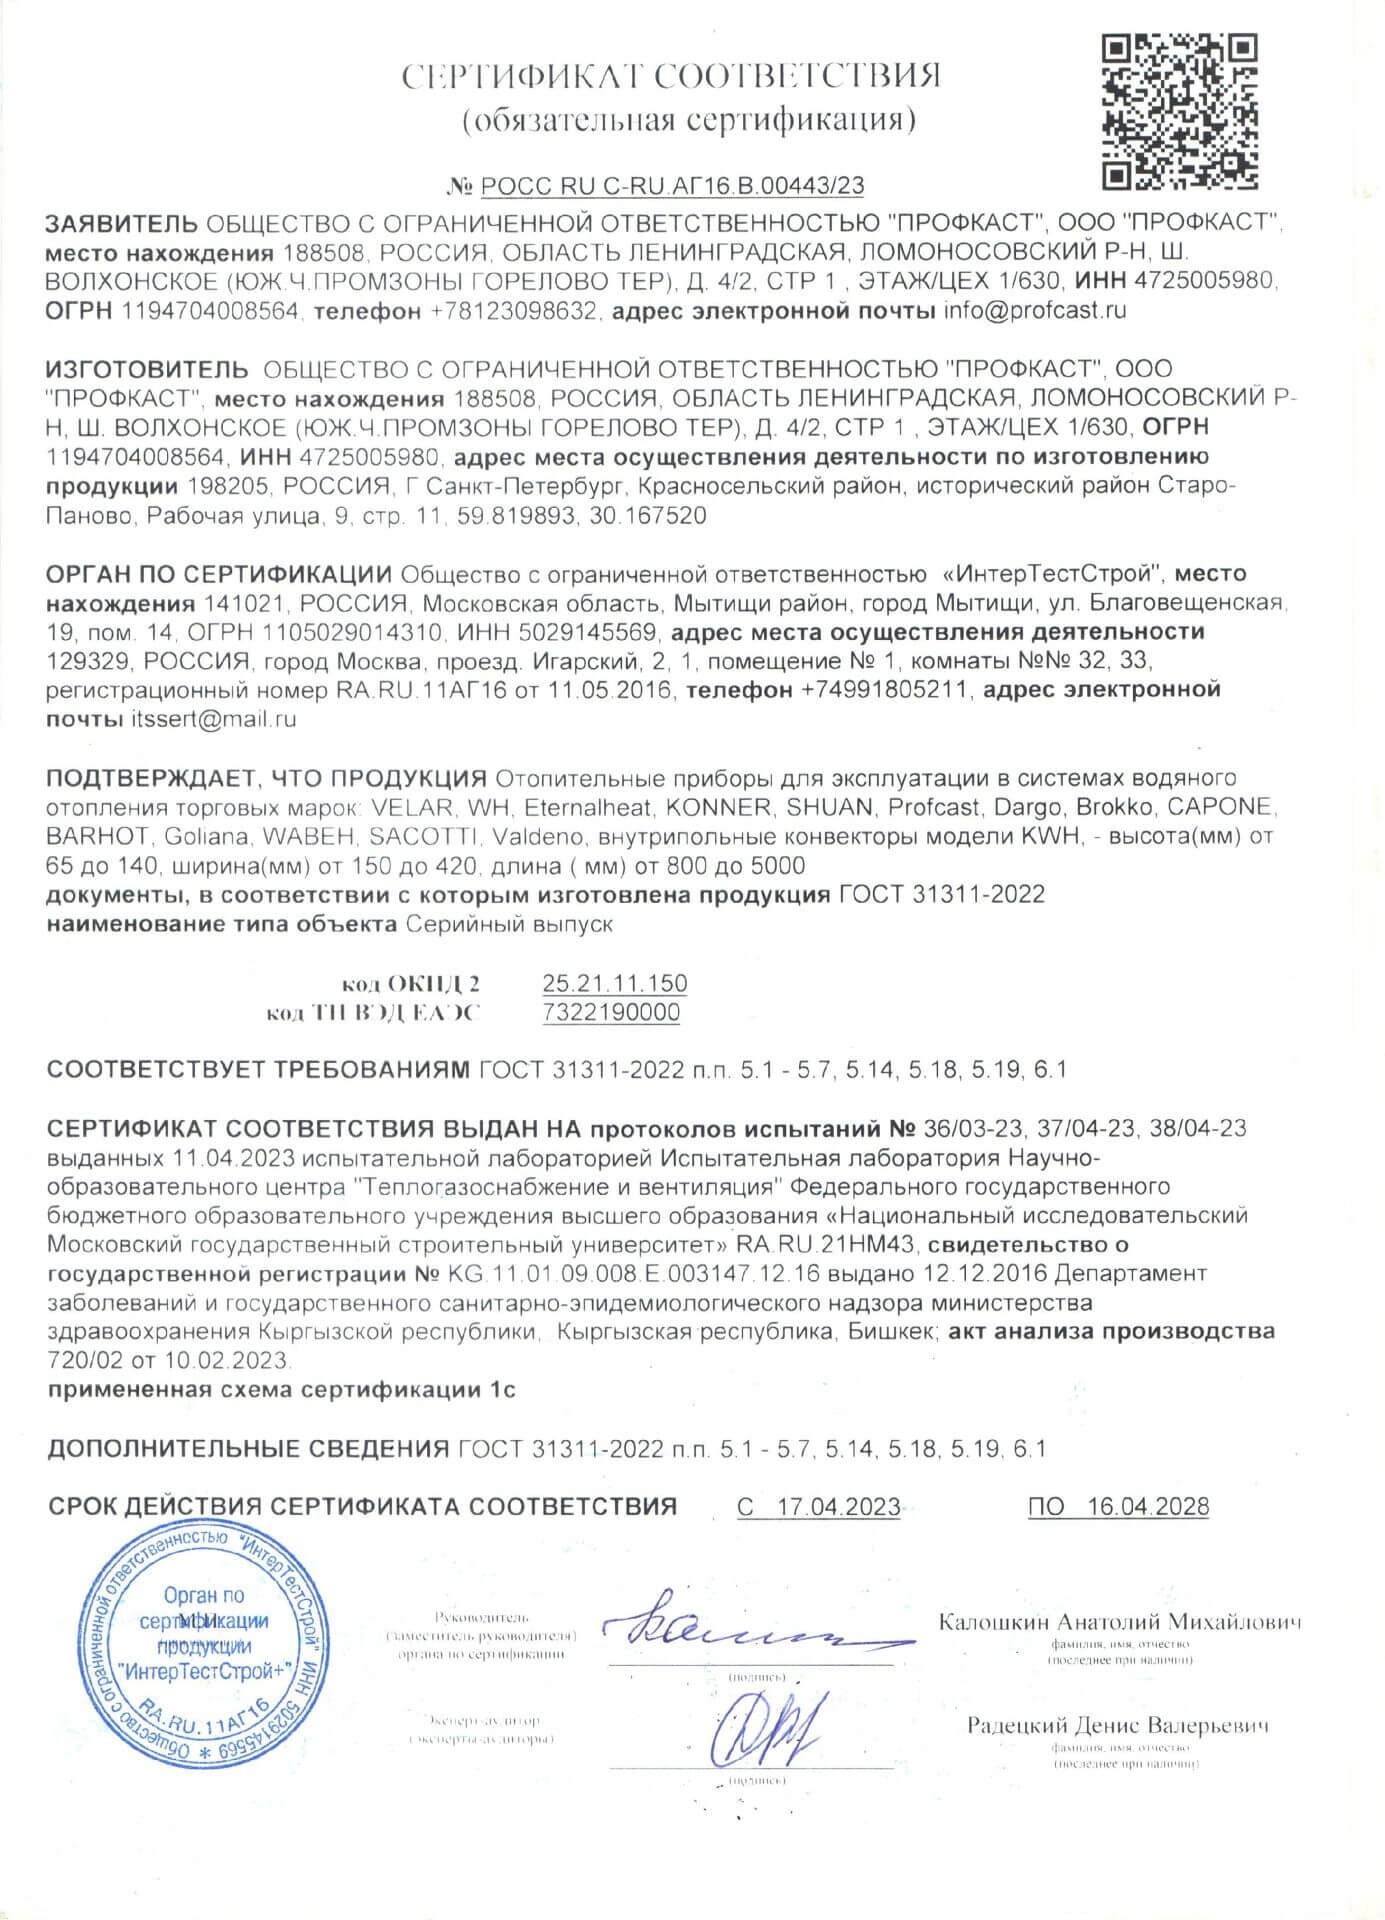 СЕРТИФИКАТ СООТВЕТСТВИЯ
(обязательная сертификация)
№ РОСС RU C-RU.АГ16.В.00443/23
ЗАЯВИТЕЛЬ ОБЩЕСТВО С ОГРАНИЧЕННОЙ ОТВЕТСТВЕННОСТЬЮ "ПРОФКАСТ", ООО "ПРОФКАСТ",
место нахождения 188508, РОССИЯ, ОБЛАСТЬ ЛЕНИНГРАДСКАЯ, ЛОМОНОСОВСКИЙ Р-Н, Ш.
ВОЛХОНСКОЕ (ЮЖ.Ч.ПРОМЗОНЫ ГОРЕЛОВО ТЕР), Д. 4/2, СТР 1 , ЭТАЖ/ЦЕХ 1/630, ИНН 4725005980,
ОГРН 1194704008564, телефон +78123098632, адрес электронной почты info@profcast.ru
ИЗГОТОВИТЕЛЬ ОБЩЕСТВО С ОГРАНИЧЕННОЙ ОТВЕТСТВЕННОСТЬЮ "ПРОФКАСТ", ООО
"ПРОФКАСТ", место нахождения 188508, РОССИЯ, ОБЛАСТЬ ЛЕНИНГРАДСКАЯ, ЛОМОНОСОВСКИЙ Р-
Н, Ш. ВОЛХОНСКОЕ (ЮЖ.Ч.ПРОМЗОНЫ ГОРЕЛОВО ТЕР), Д. 4/2, СТР 1 , ЭТАЖ/ЦЕХ 1/630, ОГРН
1194704008564, ИНН 4725005980, адрес места осуществления деятельности по изготовлению
продукции 198205, РОССИЯ, Г Санкт-Петербург, Красносельский район, исторический район Старо-
Паново, Рабочая улица, 9, стр. 11, 59.819893, 30.167520
ОРГАН ПО СЕРТИФИКАЦИИ Общество с ограниченной ответственностью «ИнтерТестСтрой", место
нахождения 141021, РОССИЯ, Московская область, Мытищи район, город Мытищи, ул. Благовещенская,
19, пом. 14, ОГРН 1105029014310, ИНН 5029145569, адрес места осуществления деятельности
129329, РОССИЯ, город Москва, проезд. Игарский, 2, 1, помещение № 1, комнаты №№ 32, 33,
регистрационный номер RA.RU.11АГ16 от 11.05.2016, телефон +74991805211, адрес электронной
почты itssert@mail.ru
ПОДТВЕРЖДАЕТ, ЧТО ПРОДУКЦИЯ Отопительные приборы для эксплуатации в системах водяного
отопления торговых марок: VELAR, WH, Eternalheat, KONNER, SHUAN, Profcast, Dargo, Brokko, CAPONE,
BARHOT, Goliana, WABEH, SACOTTI, Valdeno, внутрипольные конвекторы модели KWH, - высота(мм) от
65 до 140, ширина(мм) от 150 до 420, длина ( мм) от 800 до 5000
документы, в соответствии с которым изготовлена продукция ГОСТ 31311-2022
наименование типа объекта Серийный выпуск
код ОКПД 2 25.21.11.150
код ТН ВЭД ЕАЭС 7322190000
СООТВЕТСТВУЕТ ТРЕБОВАНИЯМ ГОСТ 31311-2022 п.п. 5.1 - 5.7, 5.14, 5.18, 5.19, 6.1
СЕРТИФИКАТ СООТВЕТСТВИЯ ВЫДАН НА протоколов испытаний № 36/03-23, 37/04-23, 38/04-23
выданных 11.04.2023 испытательной лабораторией Испытательная лаборатория Научно-
образовательного центра "Теплогазоснабжение и вентиляция" Федерального государственного
бюджетного образовательного учреждения высшего образования «Национальный исследовательский
Московский государственный строительный университет» RA.RU.21НМ43, свидетельство о
государственной регистрации № KG.11.01.09.008.E.003147.12.16 выдано 12.12.2016 Департамент
заболеваний и государственного санитарно-эпидемиологического надзора министерства
здравоохранения Кыргызской республики, Кыргызская республика, Бишкек; акт анализа производства
720/02 от 10.02.2023.
примененная схема сертификации 1с
ДОПОЛНИТЕЛЬНЫЕ СВЕДЕНИЯ ГОСТ 31311-2022 п.п. 5.1 - 5.7, 5.14, 5.18, 5.19, 6.1
СРОК ДЕЙСТВИЯ СЕРТИФИКАТА СООТВЕТСТВИЯ С 17.04.2023 ПО 16.04.2028
Общество с ограниченной ответственностью "ИнтерТестСтрой" ИНН 5029145569 *
Орган по
сертификации
продукции
"ИнтерТестСтрой+"
RA.RU.11АГ16
Руководитель
(заместитель руководителя)
органа по сертификации
(подпись)
Калошкин Анатолий Михайлович
фамилия, имя, отчество
(последнее при наличии)
Эксперт-аудитор
(эксперты-аудиторы)
(подпись)
Радецкий Денис Валерьевич
фамилия, имя, отчество
(последнее при наличии)